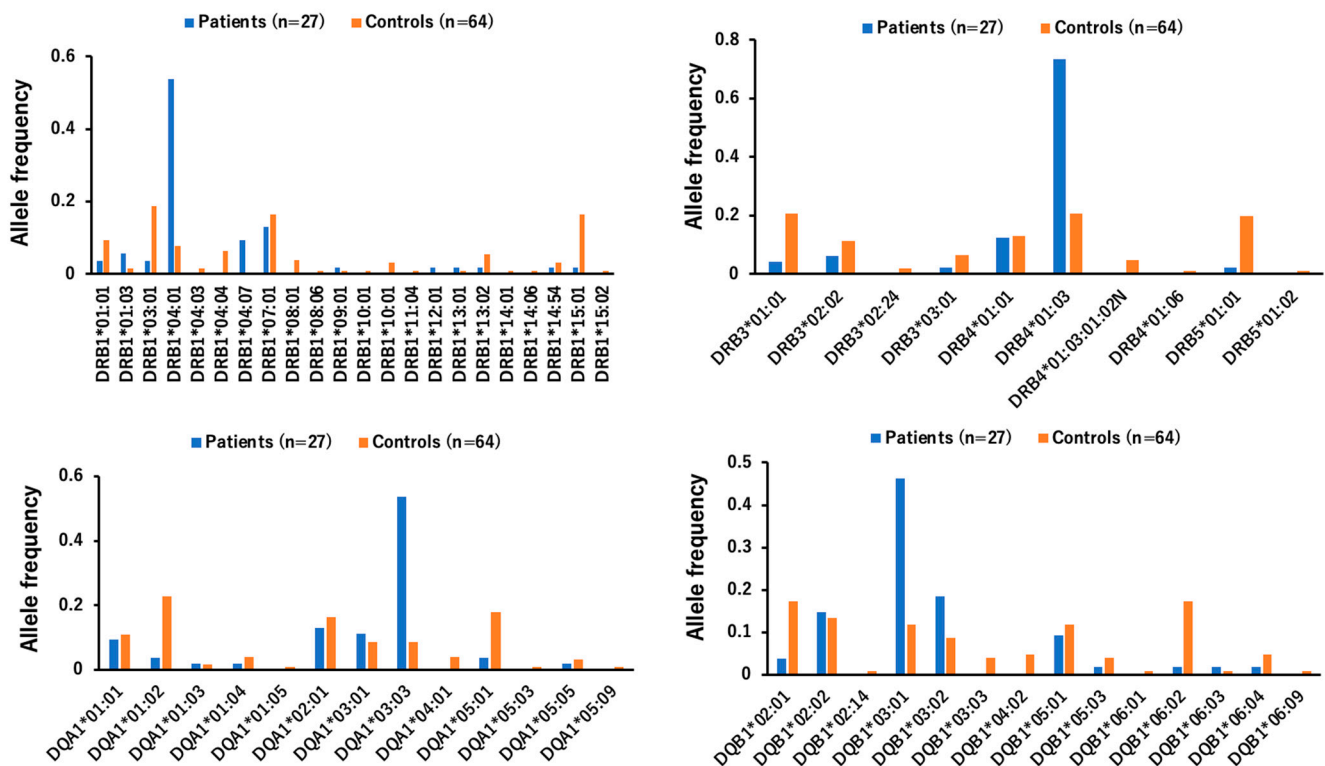 Patients (n=27) Controls (n=64)
Allele frequency
0.6
0.4
0.2
0
DRB1*01:01
DRB1*01:03
DRB1*03:01
DRB1*04:01
DRB1*04:03
DRB1*04:04
DRB1*04:07
DRB1*07:01
DRB1*08:01
DRB1*08:06
DRB1*09:01
DRB1*10:01
DRB1*10:01
DRB1*11:04
DRB1*12:01
DRB1*13:01
DRB1*13:02
DRB1*14:01
DRB1*14:06
DRB1*14:54
DRB1*15:01
DRB1*15:02
Patients (n=27) Controls (n=64)
Allele frequency
0.8
0.6
0.4
0.2
0
DRB3*01:01
DRB3*02:02
DRB3*02:24
DRB3*03:01
DRB4*01:01
DRB4*01:03
DRB4*01:03:01:02N
DRB4*01:06
DRB5*01:01
DRB5*01:02
Patients (n=27) Controls (n=64)
Allele frequency
0.6
0.4
0.2
0
DQA1*01:01
DQA1*01:02
DQA1*01:03
DQA1*01:04
DQA1*01:05
DQA1*02:01
DQA1*03:01
DQA1*03:03
DQA1*04:01
DQA1*05:01
DQA1*05:03
DQA1*05:05
DQA1*05:09
Patients (n=27) Controls (n=64)
Allele frequency
0.5
0.4
0.3
0.2
0.1
0
DQB1*02:01
DQB1*02:02
DQB1*02:14
DQB1*03:01
DQB1*03:02
DQB1*03:03
DQB1*04:02
DQB1*05:01
DQB1*05:03
DQB1*06:01
DQB1*06:02
DQB1*06:03
DQB1*06:04
DQB1*06:09